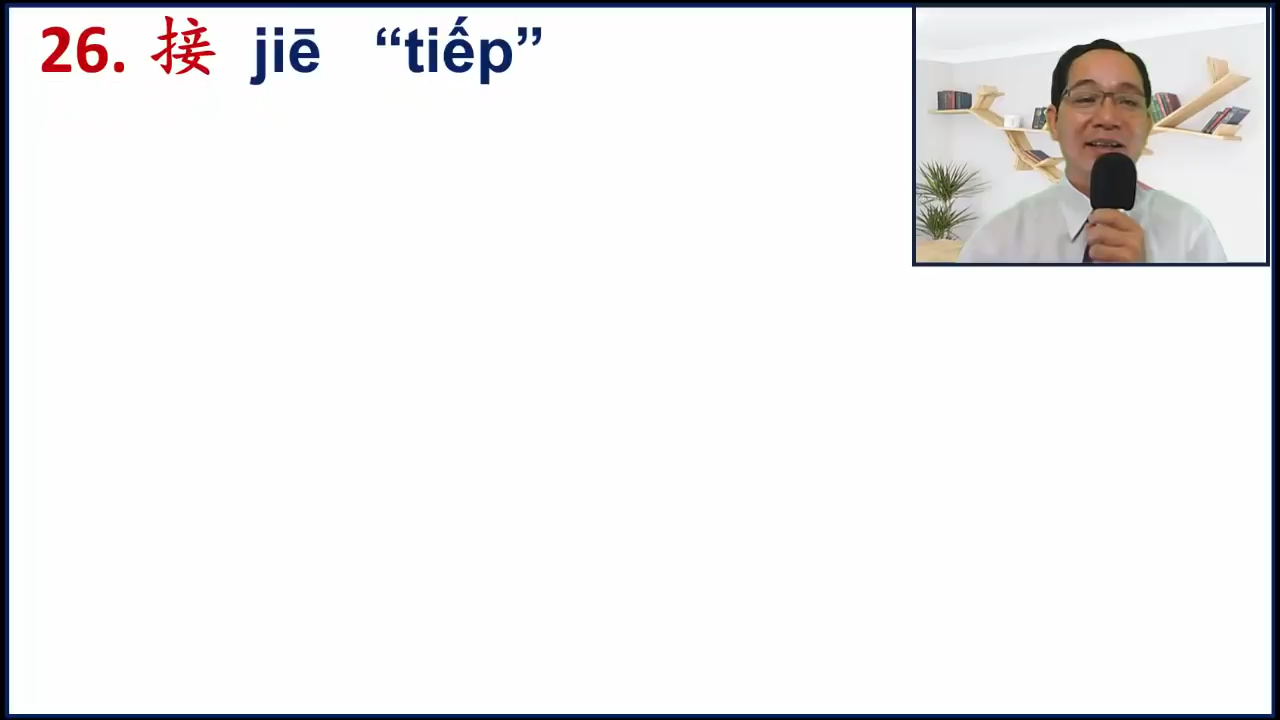 26. 接 jiē “tiếp”